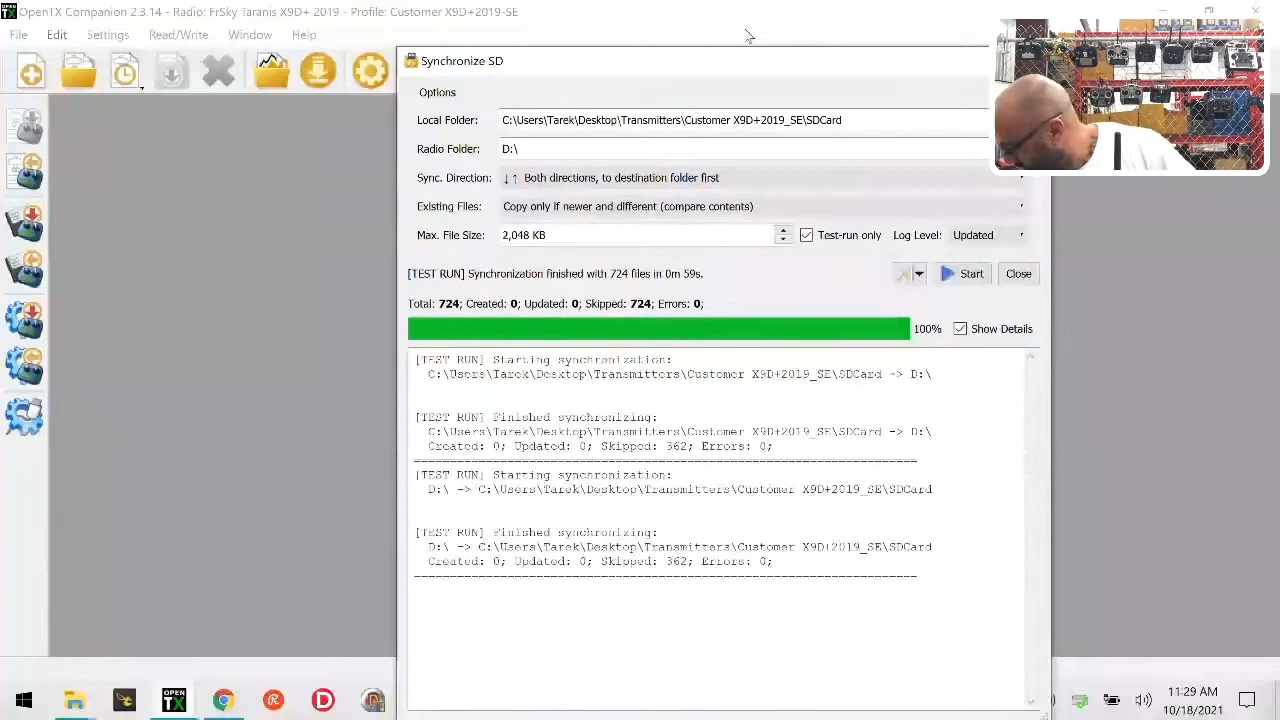 OpenTX Companion 2.3.14 - Radio: FrSky Taranis X9D+ 2019 - Profile: Customer X9D+2019-SE
File Edit Settings Read/Write Window Help
Synchronize SD
Options
Local Folder: C:\Users\Tarek\Desktop\Transmitters\Customer X9D+2019_SE\SDCard
Radio Folder: D:\
Sync. Direction: ↓↑ Both directions, to destination folder first
Existing Files: Copy only if newer and different (compare contents)
Max. File Size: 2,048 KB Test-run only Log Level: Updated
[TEST RUN] Synchronization finished with 724 files in 0m 59s. Start Close
Total: 724; Created: 0; Updated: 0; Skipped: 724; Errors: 0;
100% Show Details
[TEST RUN] Starting synchronization:
C:\Users\Tarek\Desktop\Transmitters\Customer X9D+2019_SE\SDCard -> D:\
[TEST RUN] Finished synchronizing:
C:\Users\Tarek\Desktop\Transmitters\Customer X9D+2019_SE\SDCard -> D:\
Created: 0; Updated: 0; Skipped: 362; Errors: 0;
[TEST RUN] Starting synchronization:
D:\ -> C:\Users\Tarek\Desktop\Transmitters\Customer X9D+2019_SE\SDCard
[TEST RUN] Finished synchronizing:
D:\ -> C:\Users\Tarek\Desktop\Transmitters\Customer X9D+2019_SE\SDCard
Created: 0; Updated: 0; Skipped: 362; Errors: 0;
OPEN
TX
D
11:29 AM
10/18/2021